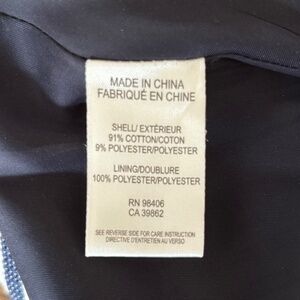 MADE IN CHINA
FABRIQUÉ EN CHINE
SHELL/ EXTÉRIEUR
91% COTTON/COTON
9% POLYESTER/POLYESTER
LINING/DOUBLURE
100% POLYESTER/POLYESTER
RN 98406
CA 39862
SEE REVERSE SIDE FOR CARE INSTRUCTION
DIRECTIVE D'ENTRETIEN AU VERSO